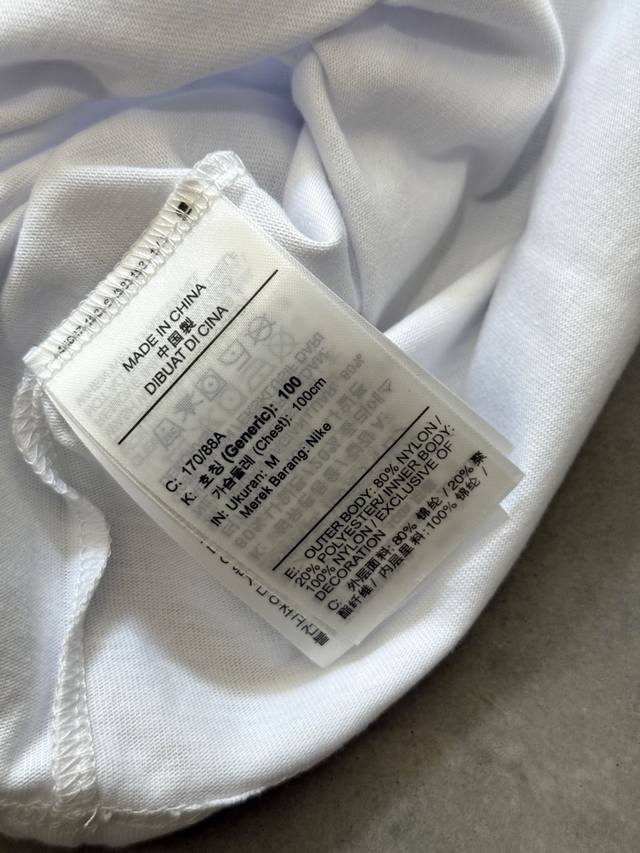 MADE IN CHINA
中国製
DIBUAT DI CINA
C: 170/88A
K: 호칭 (Generic): 100
가슴둘레 (Chest): 100cm
IN: Ukuran: M
Merek Barang: Nike
E: OUTER BODY: 80% NYLON/
20% POLYESTER/ INNER BODY:
100% NYLON / EXCLUSIVE OF
DECORATION
C: 外层面料: 80% 锦纶 / 20% 聚
酯纤维 / 内层里料: 100% 锦纶 /